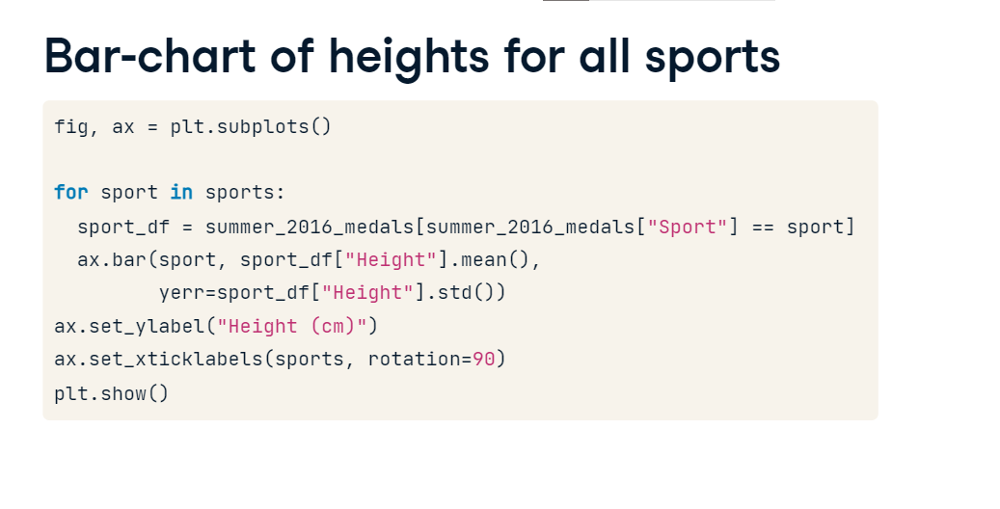 Bar-chart of heights for all sports
fig, ax = plt.subplots()
for sport in sports:
  sport_df = summer_2016_medals[summer_2016_medals["Sport"] == sport]
  ax.bar(sport, sport_df["Height"].mean(),
         yerr=sport_df["Height"].std())
ax.set_ylabel("Height (cm)")
ax.set_xticklabels(sports, rotation=90)
plt.show()